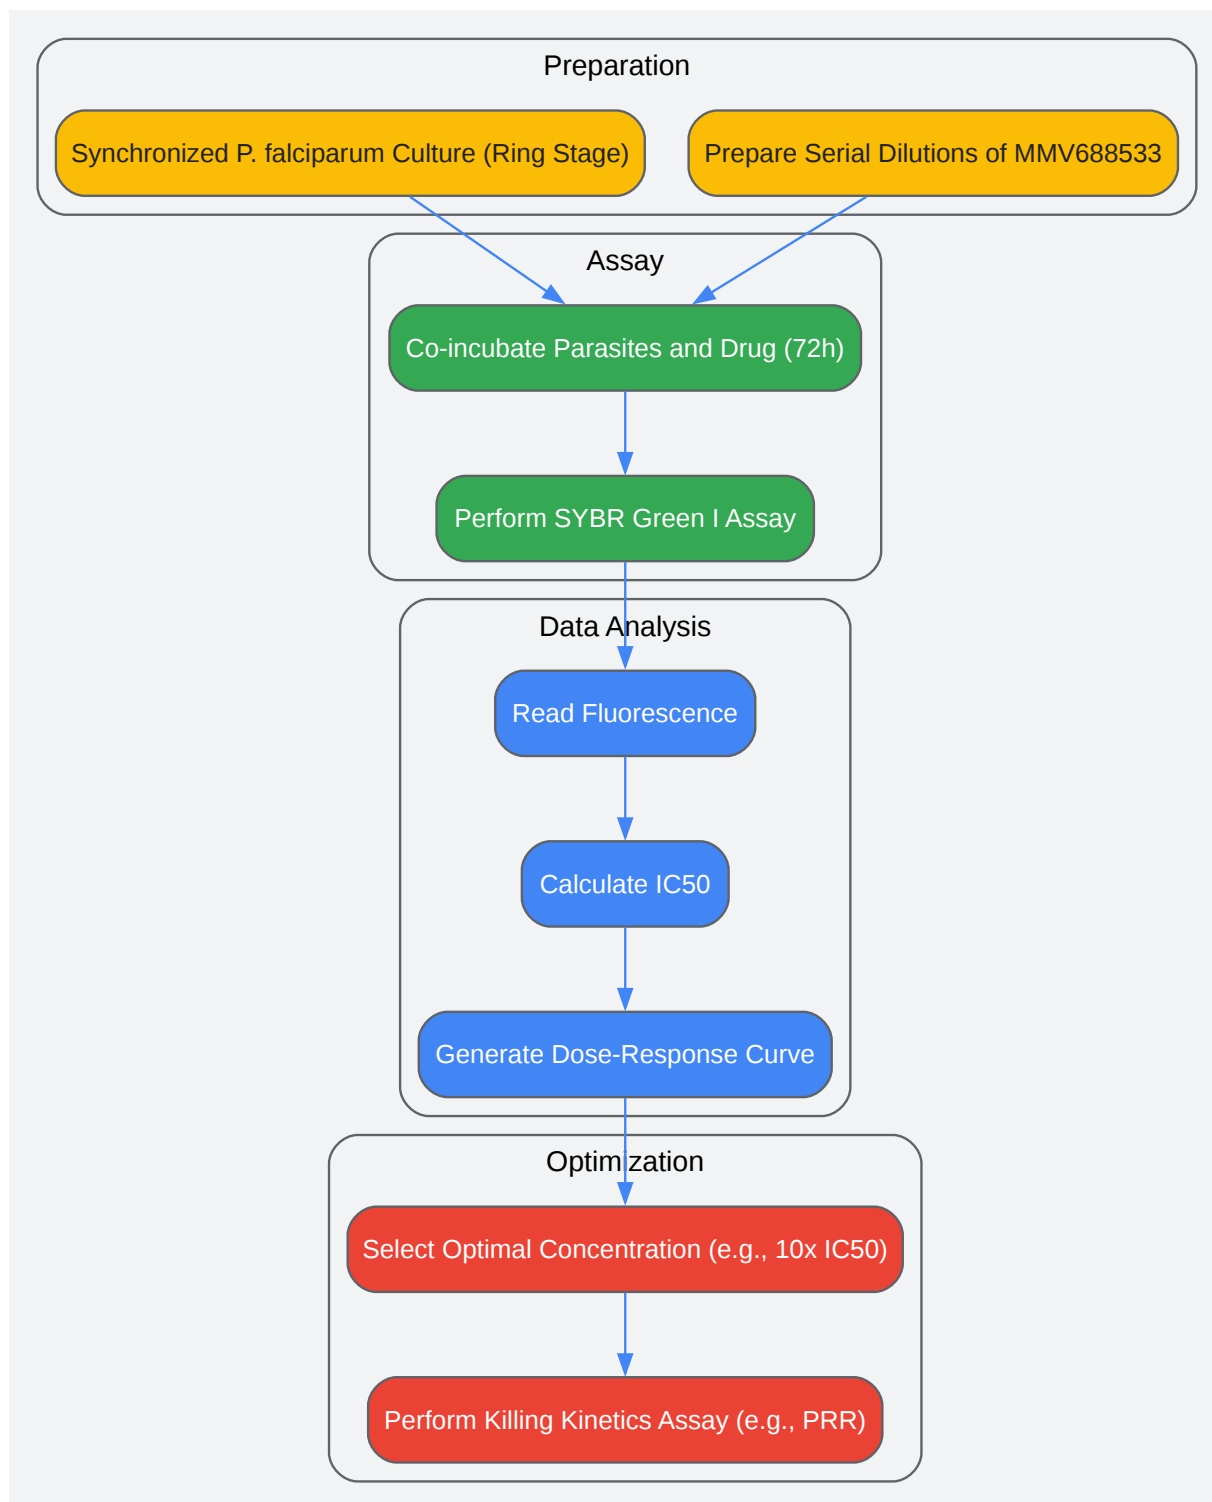 Preparation
Synchronized P. falciparum Culture (Ring Stage)
Prepare Serial Dilutions of MMV688533
Assay
Co-incubate Parasites and Drug (72h)
Perform SYBR Green I Assay
Data Analysis
Read Fluorescence
Calculate IC50
Generate Dose-Response Curve
Optimization
Select Optimal Concentration (e.g., 10x IC50)
Perform Killing Kinetics Assay (e.g., PRR)